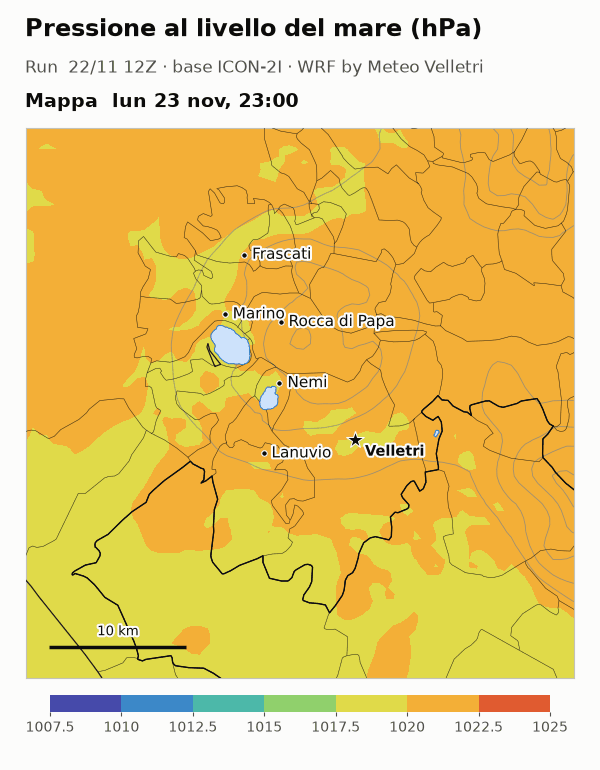 Pressione al livello del mare (hPa)
Run  22/11 12Z · base ICON-2I · WRF by Meteo Velletri
Mappa  lun 23 nov, 23:00
Frascati
Marino
Rocca di Papa
Nemi
Velletri
Lanuvio
10 km
1007.5 1010 1012.5 1015 1017.5 1020 1022.5 1025